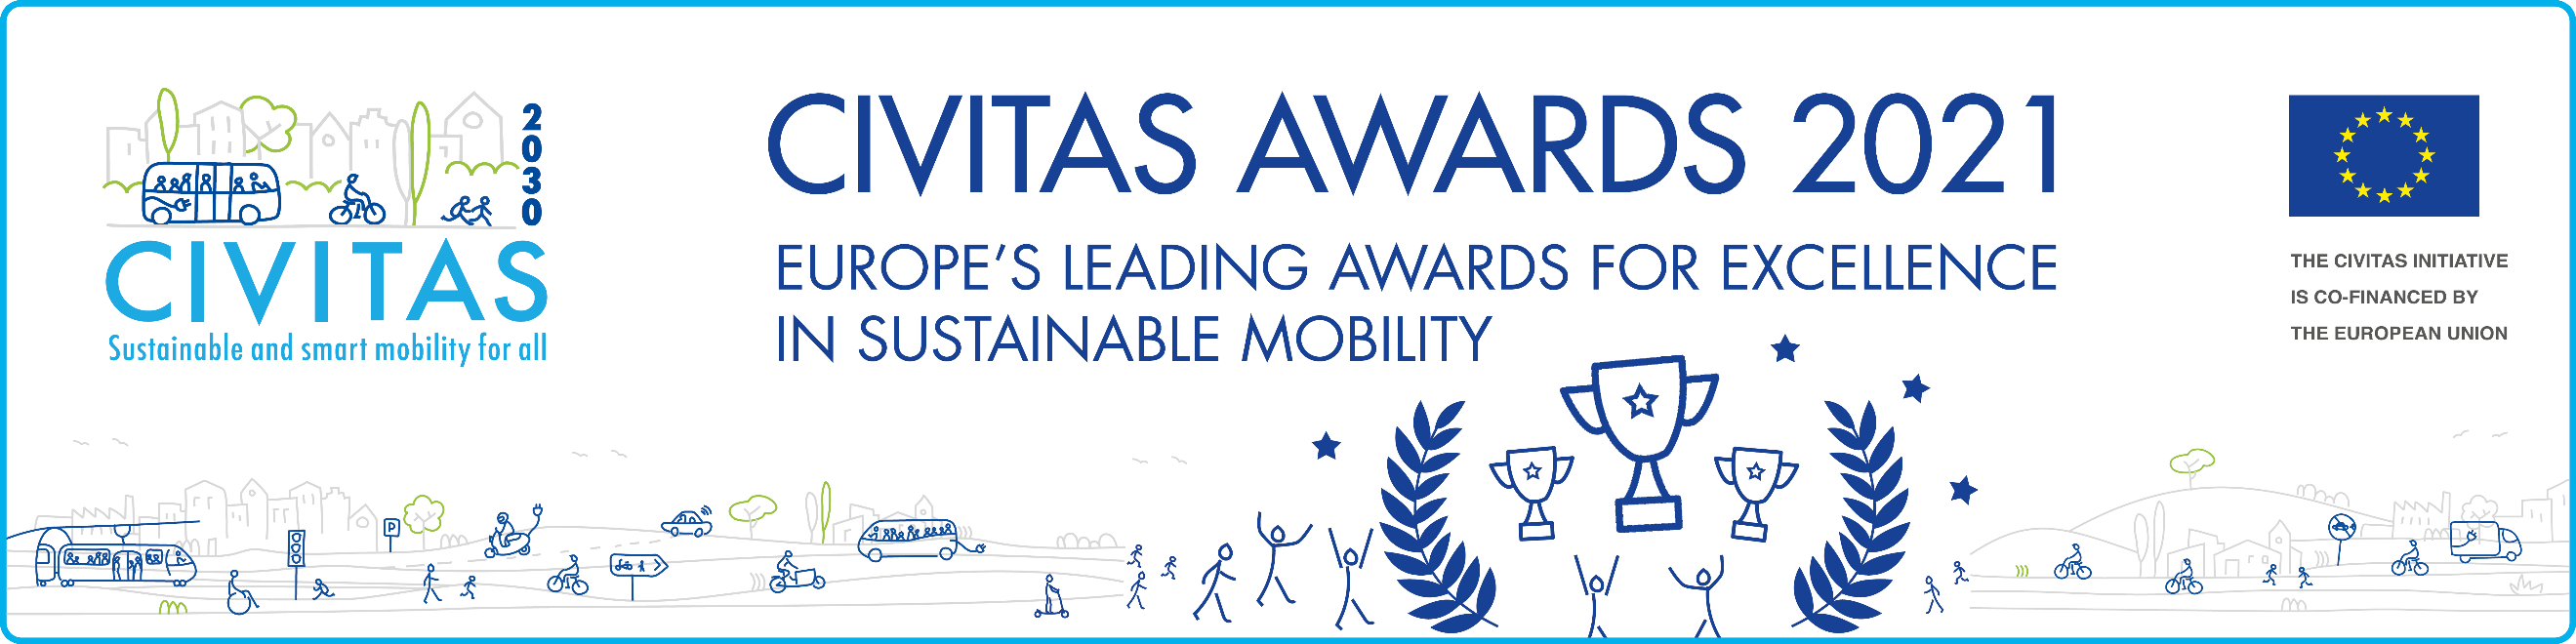 2030
CIVITAS
Sustainable and smart mobility for all
CIVITAS AWARDS 2021
EUROPE’S LEADING AWARDS FOR EXCELLENCE
IN SUSTAINABLE MOBILITY
THE CIVITAS INITIATIVE
IS CO-FINANCED BY
THE EUROPEAN UNION
P